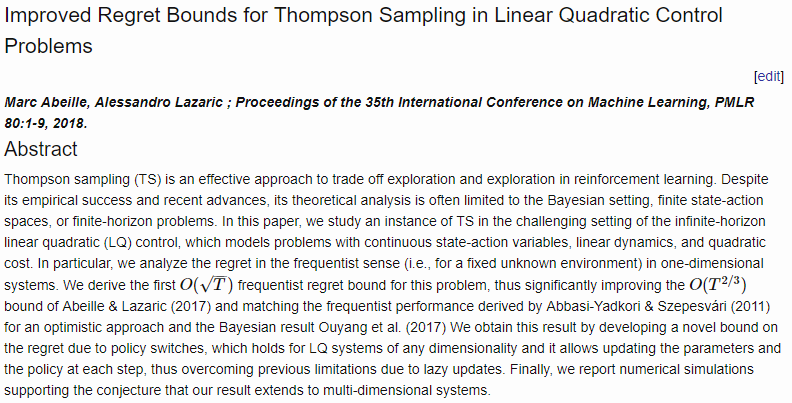 Improved Regret Bounds for Thompson Sampling in Linear Quadratic Control
Problems
[edit]
Marc Abeille, Alessandro Lazaric ; Proceedings of the 35th International Conference on Machine Learning, PMLR
80:1-9, 2018.
Abstract
Thompson sampling (TS) is an effective approach to trade off exploration and exploration in reinforcement learning. Despite
its empirical success and recent advances, its theoretical analysis is often limited to the Bayesian setting, finite state-action
spaces, or finite-horizon problems. In this paper, we study an instance of TS in the challenging setting of the infinite-horizon
linear quadratic (LQ) control, which models problems with continuous state-action variables, linear dynamics, and quadratic
cost. In particular, we analyze the regret in the frequentist sense (i.e., for a fixed unknown environment) in one-dimensional
systems. We derive the first O(√T) frequentist regret bound for this problem, thus significantly improving the O(T^{2/3})
bound of Abeille & Lazaric (2017) and matching the frequentist performance derived by Abbasi-Yadkori & Szepesvári (2011)
for an optimistic approach and the Bayesian result Ouyang et al. (2017) We obtain this result by developing a novel bound on
the regret due to policy switches, which holds for LQ systems of any dimensionality and it allows updating the parameters and
the policy at each step, thus overcoming previous limitations due to lazy updates. Finally, we report numerical simulations
supporting the conjecture that our result extends to multi-dimensional systems.